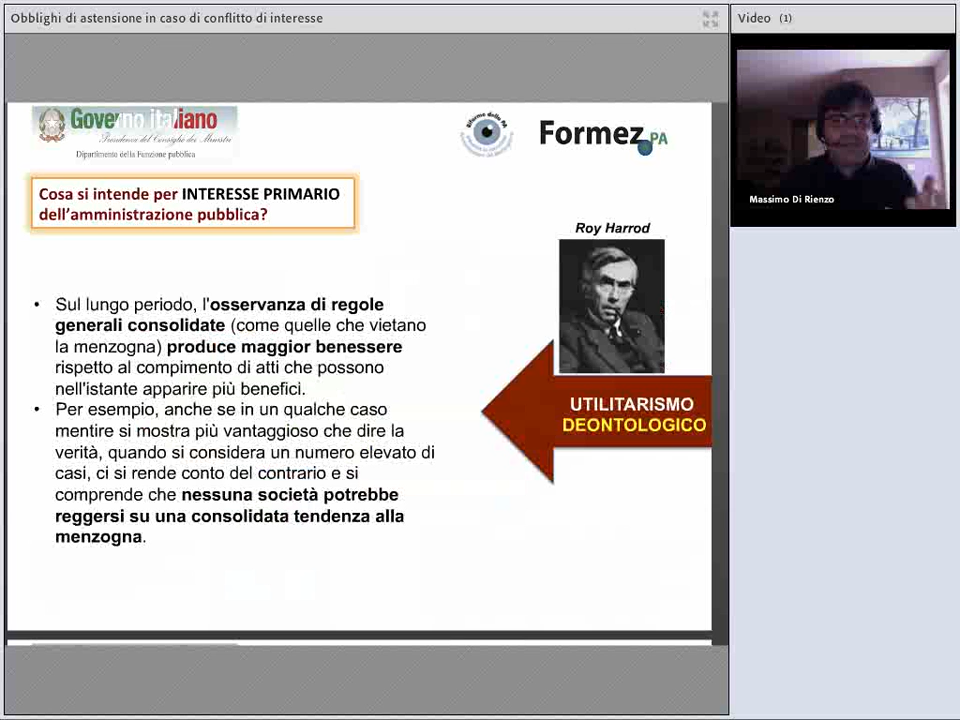 Obblighi di astensione in caso di conflitto di interesse
Video (1)
Massimo Di Rienzo
Governo italiano
Presidenza del Consiglio dei Ministri
Dipartimento della Funzione pubblica
Formez PA
Cosa si intende per INTERESSE PRIMARIO
dell'amministrazione pubblica?
Roy Harrod
• Sul lungo periodo, l'osservanza di regole
generali consolidate (come quelle che vietano
la menzogna) produce maggior benessere
rispetto al compimento di atti che possono
nell'istante apparire più benefici.
• Per esempio, anche se in un qualche caso
mentire si mostra più vantaggioso che dire la
verità, quando si considera un numero elevato di
casi, ci si rende conto del contrario e si
comprende che nessuna società potrebbe
reggersi su una consolidata tendenza alla
menzogna.
UTILITARISMO
DEONTOLOGICO